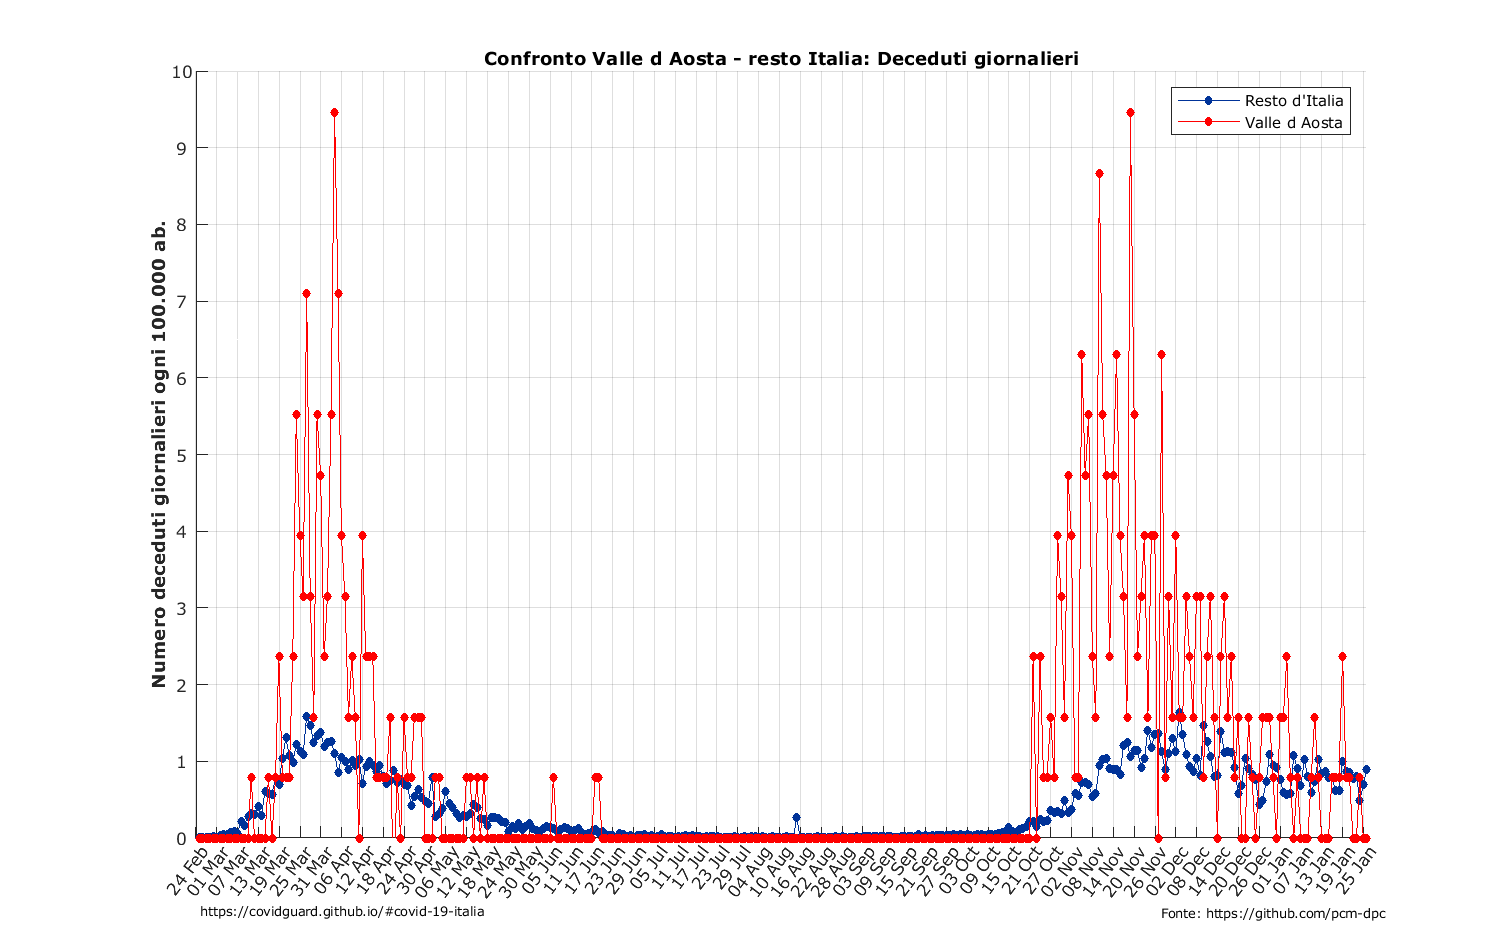 Confronto Valle d Aosta - resto Italia: Deceduti giornalieri
Numero deceduti giornalieri ogni 100.000 ab.
10
9
8
7
6
5
4
3
2
1
0
Resto d'Italia
Valle d Aosta
24 Feb
01 Mar
07 Mar
13 Mar
19 Mar
25 Mar
31 Mar
06 Apr
12 Apr
18 Apr
24 Apr
30 Apr
06 May
12 May
18 May
24 May
30 May
05 Jun
11 Jun
17 Jun
23 Jun
29 Jun
05 Jul
11 Jul
17 Jul
23 Jul
29 Jul
04 Aug
10 Aug
16 Aug
22 Aug
28 Aug
03 Sep
09 Sep
15 Sep
21 Sep
27 Sep
03 Oct
09 Oct
15 Oct
21 Oct
27 Oct
02 Nov
08 Nov
14 Nov
20 Nov
26 Nov
02 Dec
08 Dec
14 Dec
20 Dec
26 Dec
01 Jan
07 Jan
13 Jan
19 Jan
25 Jan
https://covidguard.github.io/#covid-19-italia
Fonte: https://github.com/pcm-dpc